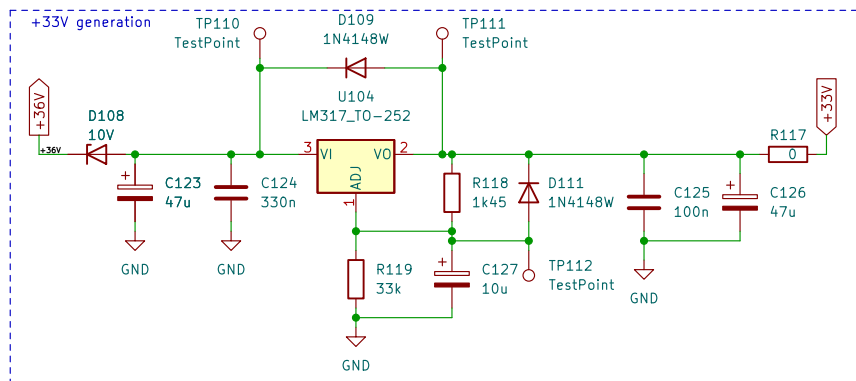 +33V generation
TP110
TestPoint
D109
1N4148W
TP111
TestPoint
U104
LM317_TO-252
+36V
+36V
D108
10V
3
VI
VO
2
ADJ
1
R117
0
+33V
C123
47u
C124
330n
R118
1k45
D111
1N4148W
C125
100n
C126
47u
GND
GND
R119
33k
C127
10u
TP112
TestPoint
GND
GND